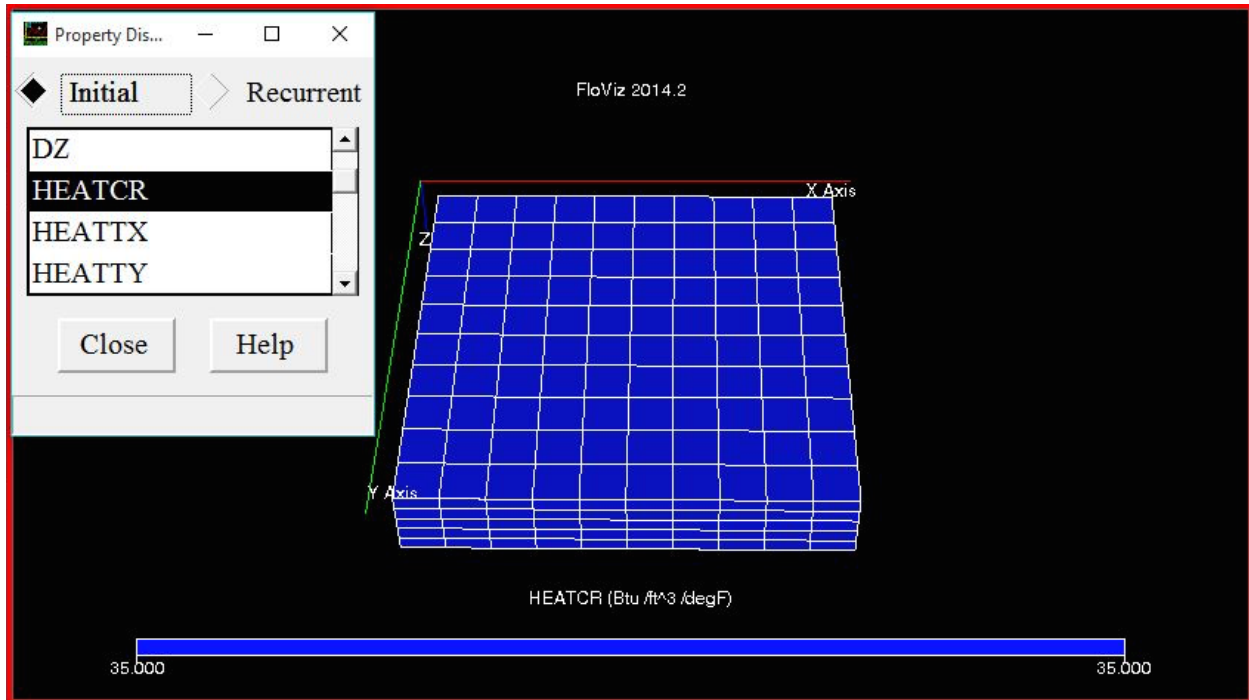 Property Dis...
Initial Recurrent
DZ
HEATCR
HEATTX
HEATTY
Close Help
FloViz 2014.2
X Axis
Z
Y Axis
HEATCR (Btu /ft^3 /degF)
35.000 35.000